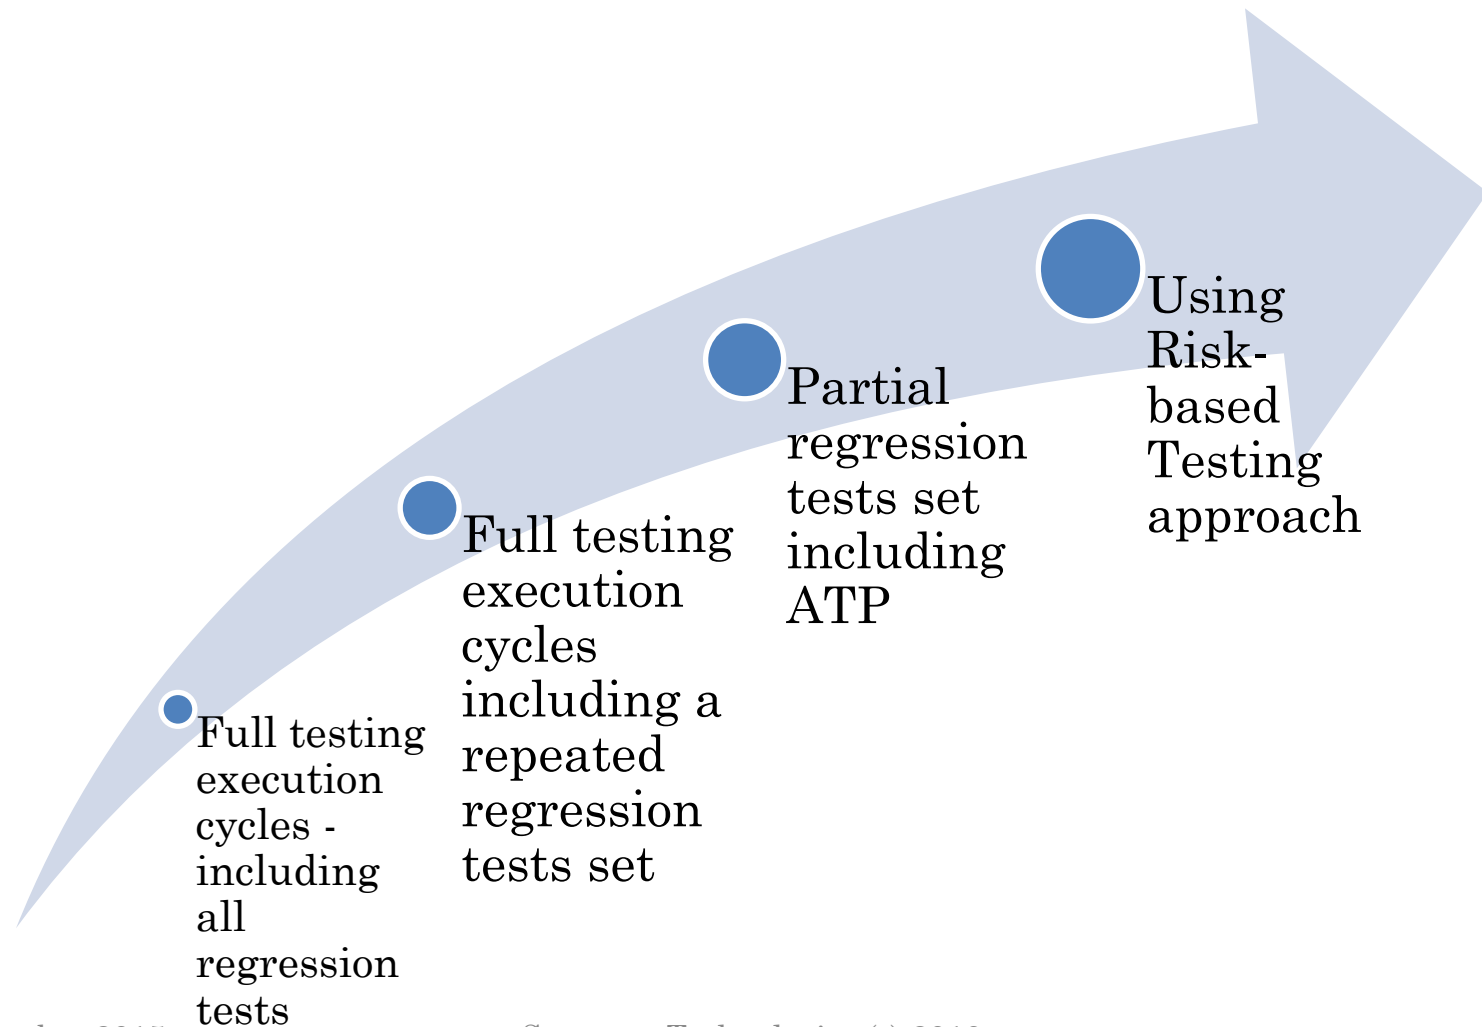 Full testing
execution
cycles -
including
all
regression
tests
Full testing
execution
cycles
including a
repeated
regression
tests set
Partial
regression
tests set
including
ATP
Using
Risk-
based
Testing
approach